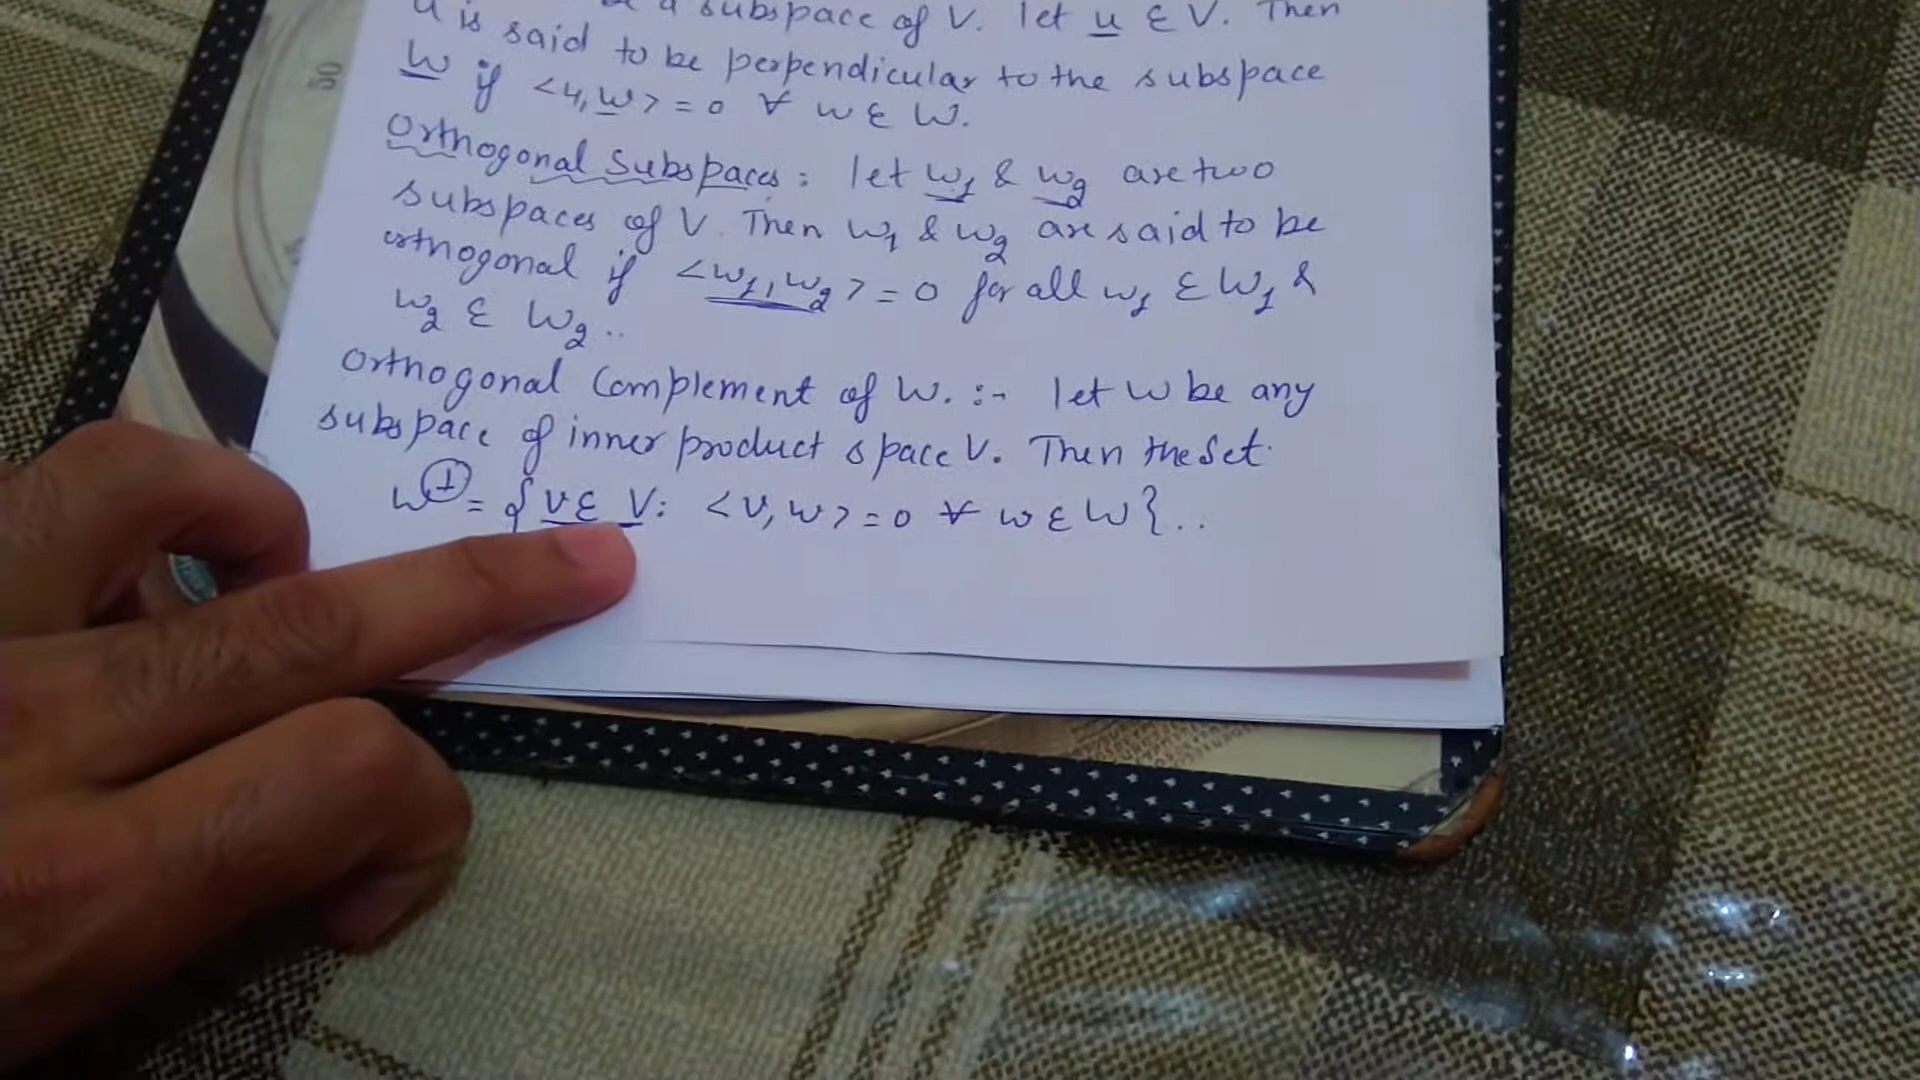 a subspace of V. let u ε V. Then
u is said to be perpendicular to the subspace
W if <u, w> = 0 ∀ w ε W.
Orthogonal Subspaces: let W1 & W2 are two
subspaces of V. Then W1 & W2 are said to be
orthogonal if <w1, w2> = 0 for all w1 ε W1 &
w2 ε W2..
Orthogonal Complement of W. :- let W be any
subspace of inner product space V. Then the Set.
W⊥ = {v ε V: <v, w> = 0 ∀ w ε W}..